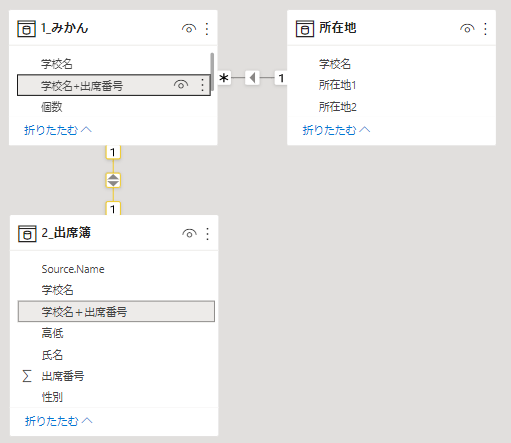 1_みかん
学校名
学校名+出席番号
個数
折りたたむ
* 1
所在地
学校名
所在地1
所在地2
折りたたむ
1
1
2_出席簿
Source.Name
学校名
学校名＋出席番号
高低
氏名
∑ 出席番号
性別
折りたたむ